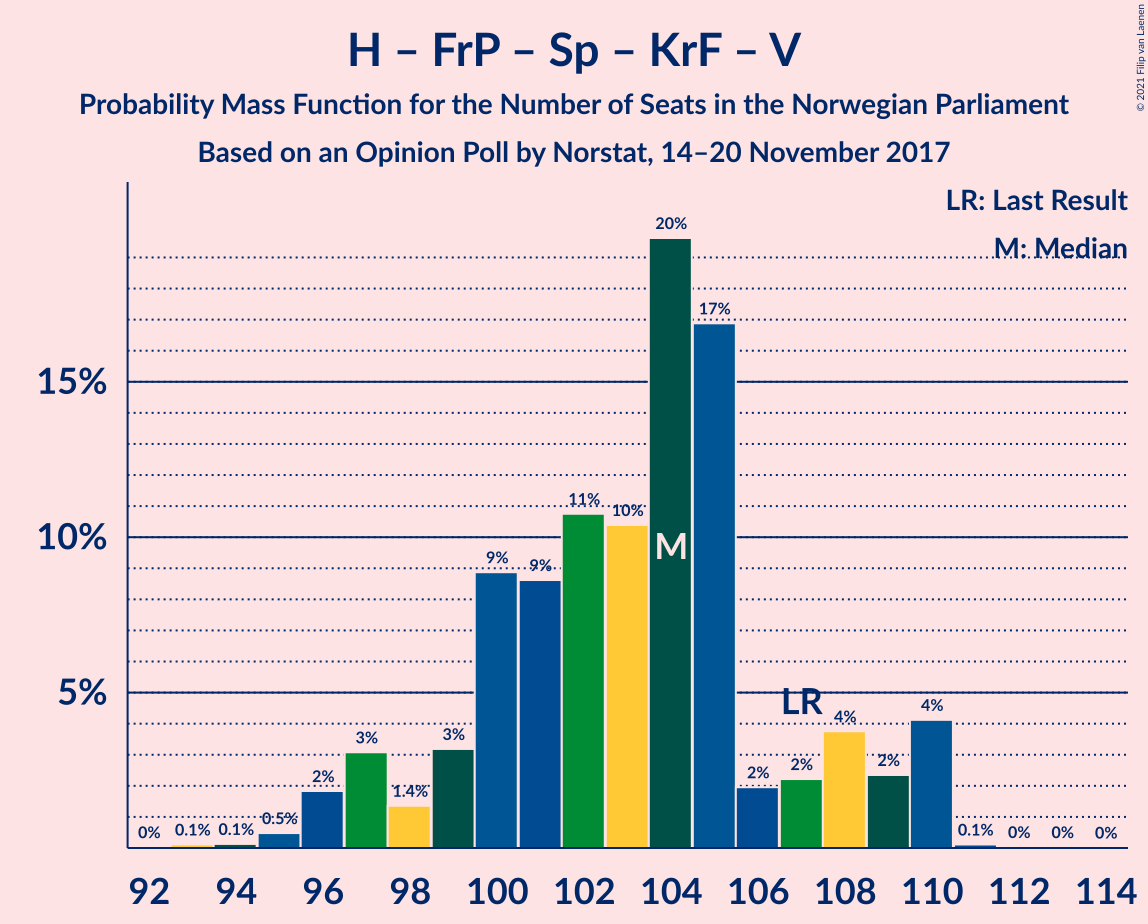 H – FrP – Sp – KrF – V
Probability Mass Function for the Number of Seats in the Norwegian Parliament
Based on an Opinion Poll by Norstat, 14–20 November 2017
© 2021 Filip van Laenen
LR: Last Result
M: Median
15%
10%
5%
0% 0.1% 0.1% 0.5% 2% 3% 1.4% 3% 9% 9% 11% 10% 20% 17% 2% 2% 4% 2% 4% 0.1% 0% 0% 0%
M
LR
92 94 96 98 100 102 104 106 108 110 112 114